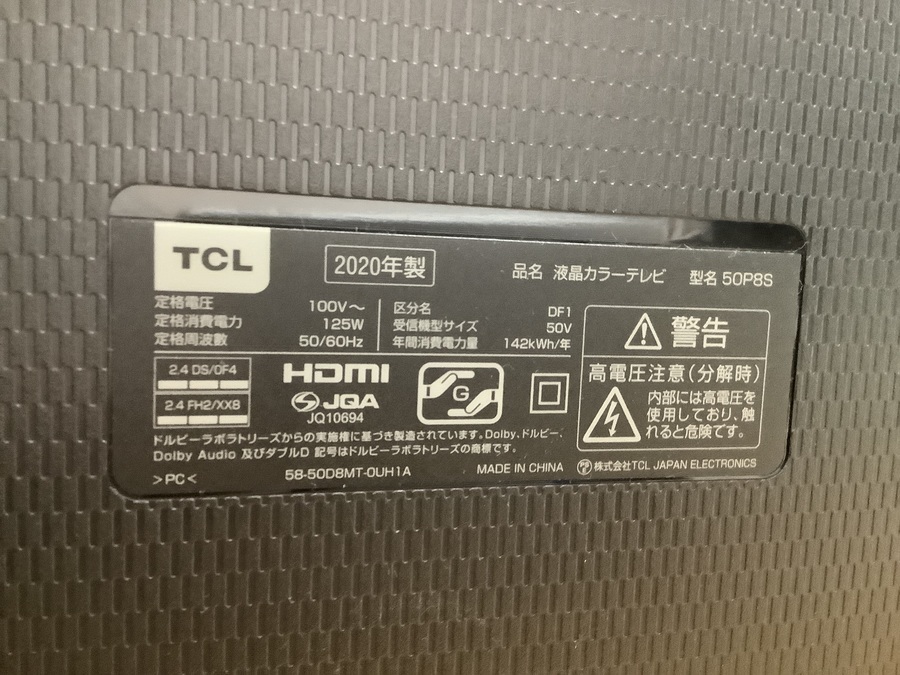 TCL
2020年製
品名 液晶カラーテレビ 型名 50P8S
定格電圧 100V～
定格消費電力 125W
定格周波数 50/60Hz
区分名 DF1
受信機型サイズ 50V
年間消費電力量 142kWh/年
2.4 DS/OF4
2.4 FH2/XX8
HDMI
JQA
JQ10694
G
警告
高電圧注意(分解時)
内部には高電圧を
使用しており、触
れると危険です。
ドルビーラボラトリーズからの実施権に基づき製造されています。Dolby、ドルビー、
Dolby Audio 及びダブルD 記号はドルビーラボラトリーズの商標です。
>PC<
58-50D8MT-0UH1A
MADE IN CHINA
株式会社TCL JAPAN ELECTRONICS